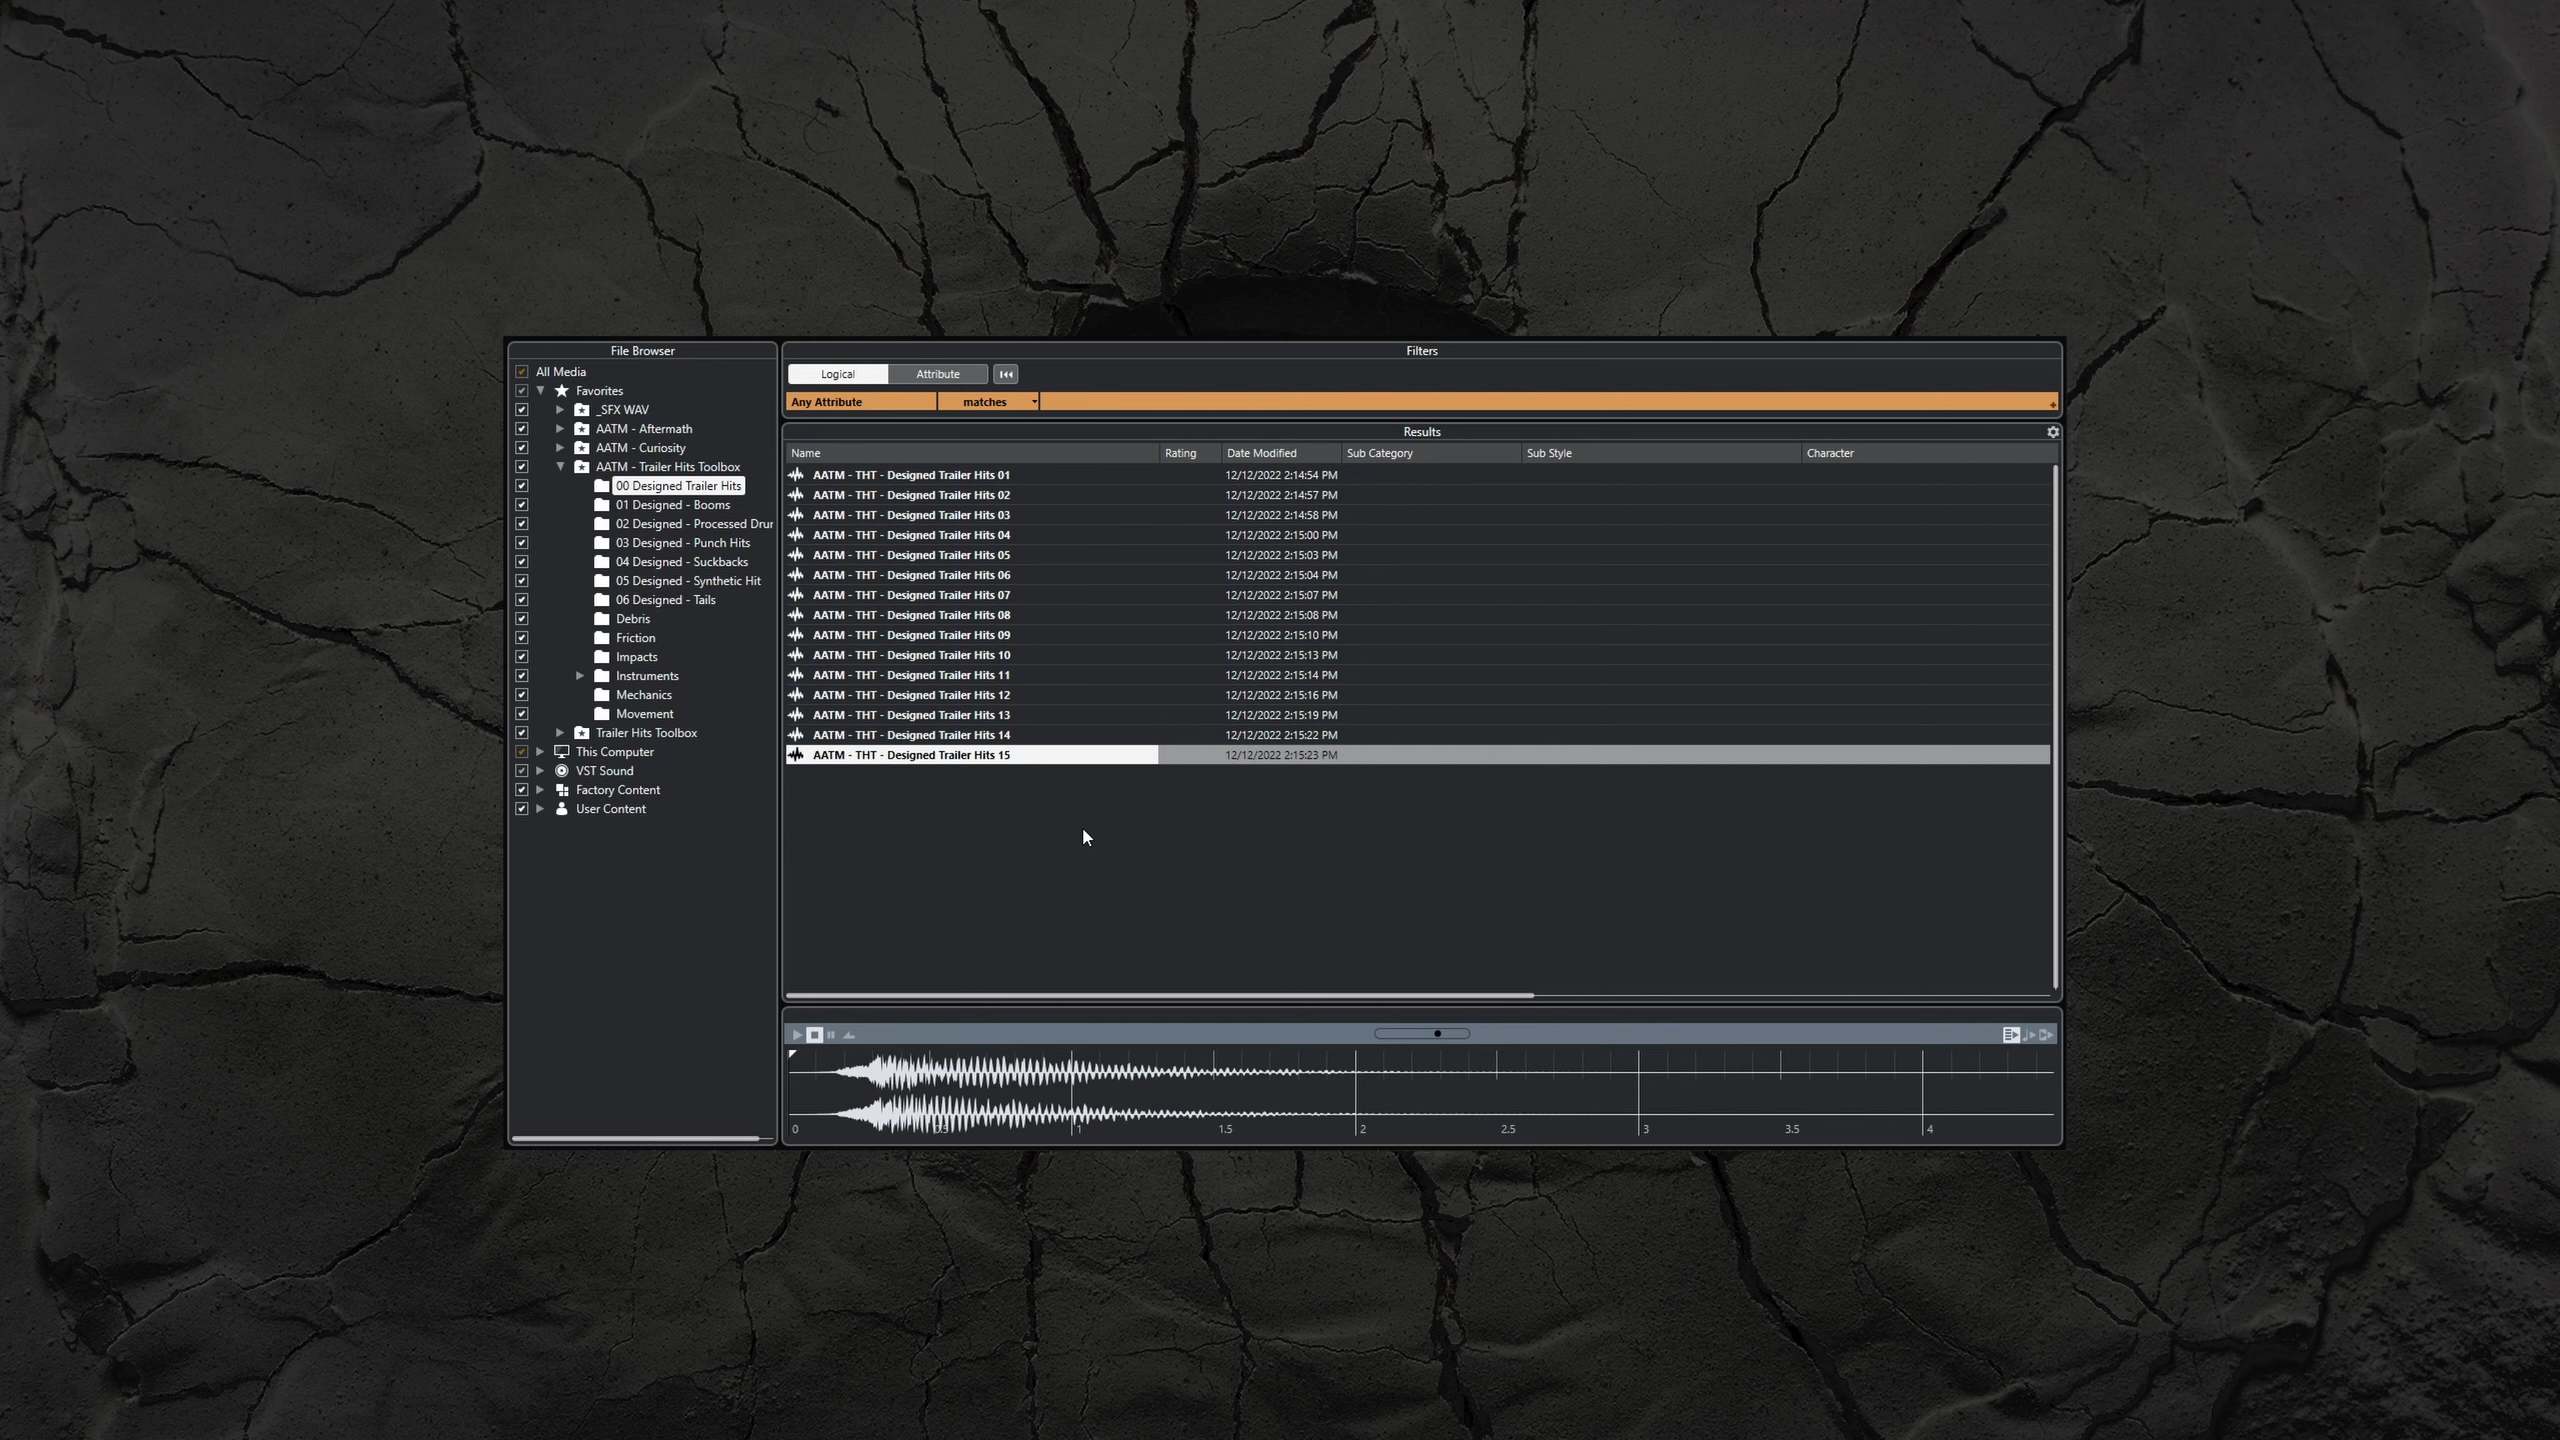 File Browser
All Media
Favorites
_SFX WAV
AATM - Aftermath
AATM - Curiosity
AATM - Trailer Hits Toolbox
00 Designed Trailer Hits
01 Designed - Booms
02 Designed - Processed Drur
03 Designed - Punch Hits
04 Designed - Suckbacks
05 Designed - Synthetic Hit
06 Designed - Tails
Debris
Friction
Impacts
Instruments
Mechanics
Movement
Trailer Hits Toolbox
This Computer
VST Sound
Factory Content
User Content
Filters
Logical Attribute
Any Attribute matches
Results
Name Rating Date Modified Sub Category Sub Style Character
AATM - THT - Designed Trailer Hits 01 12/12/2022 2:14:54 PM
AATM - THT - Designed Trailer Hits 02 12/12/2022 2:14:57 PM
AATM - THT - Designed Trailer Hits 03 12/12/2022 2:14:58 PM
AATM - THT - Designed Trailer Hits 04 12/12/2022 2:15:00 PM
AATM - THT - Designed Trailer Hits 05 12/12/2022 2:15:03 PM
AATM - THT - Designed Trailer Hits 06 12/12/2022 2:15:04 PM
AATM - THT - Designed Trailer Hits 07 12/12/2022 2:15:07 PM
AATM - THT - Designed Trailer Hits 08 12/12/2022 2:15:08 PM
AATM - THT - Designed Trailer Hits 09 12/12/2022 2:15:10 PM
AATM - THT - Designed Trailer Hits 10 12/12/2022 2:15:13 PM
AATM - THT - Designed Trailer Hits 11 12/12/2022 2:15:14 PM
AATM - THT - Designed Trailer Hits 12 12/12/2022 2:15:16 PM
AATM - THT - Designed Trailer Hits 13 12/12/2022 2:15:19 PM
AATM - THT - Designed Trailer Hits 14 12/12/2022 2:15:22 PM
AATM - THT - Designed Trailer Hits 15 12/12/2022 2:15:23 PM
0 0.5 1 1.5 2 2.5 3 3.5 4